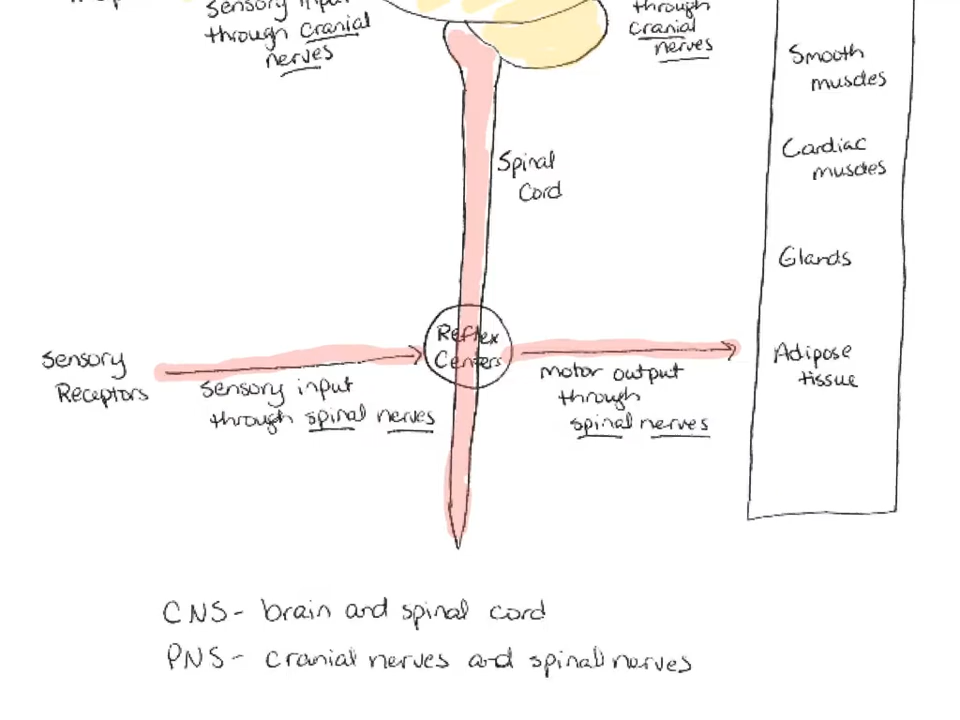 Sensory input
through cranial
nerves
through
cranial
nerves
Smooth
muscles
Spinal
Cord
Cardiac
muscles
Glands
Reflex
Centers
Sensory
Receptors
sensory input
through spinal nerves
motor output
through
spinal nerves
Adipose
tissue
CNS - brain and spinal cord
PNS - cranial nerves and spinal nerves